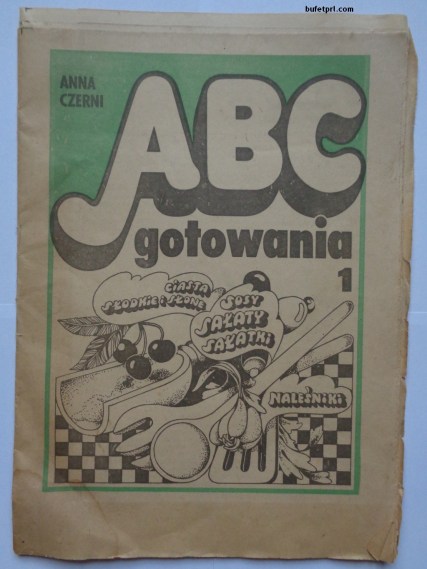 bufetprl.com
ANNA
CZERNI
ABC
gotowania
1
CIASTA
SŁODKIE i SŁONE
SOSY
SAŁATY
SAŁATKI
NALEŚNIKI